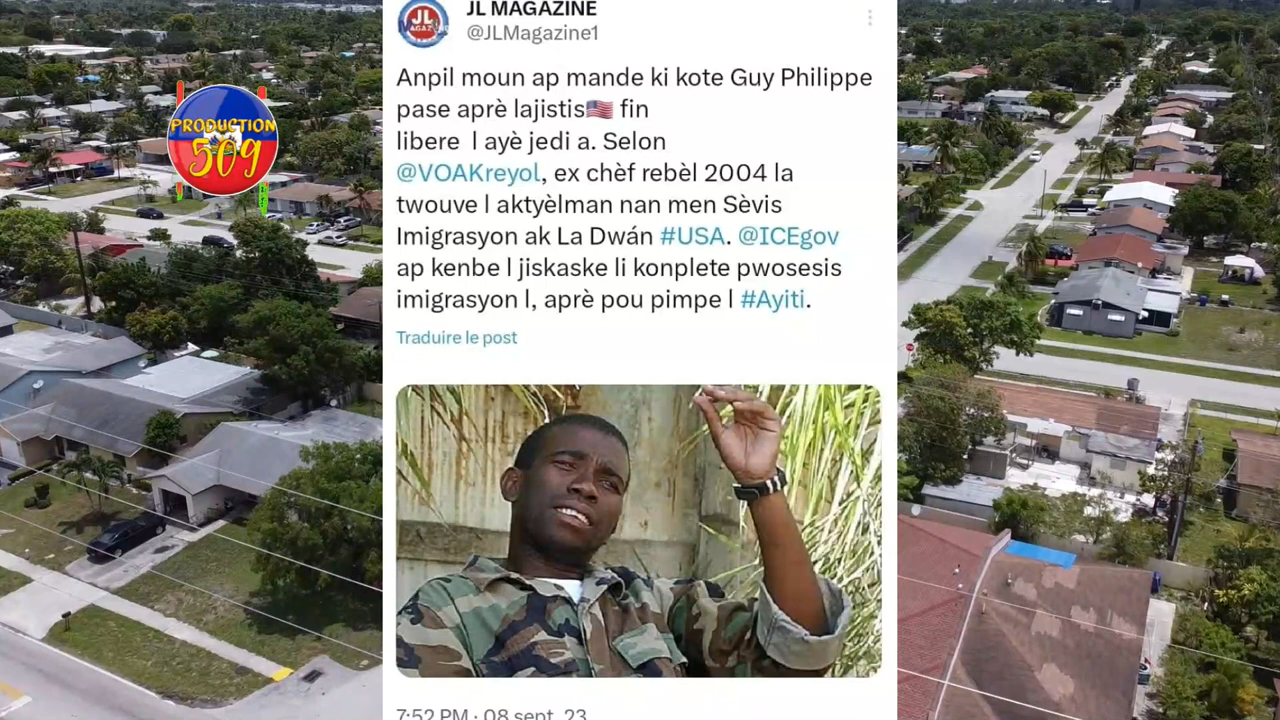 JL MAGAZINE
@JLMagazine1
Anpil moun ap mande ki kote Guy Philippe
pase aprè lajistis🇺🇸 fin
libere l ayè jedi a. Selon
@VOAKreyol, ex chèf rebèl 2004 la
twouve l aktyèlman nan men Sèvis
Imigrasyon ak La Dwán #USA. @ICEgov
ap kenbe l jiskaske li konplete pwosesis
imigrasyon l, aprè pou pimpe l #Ayiti.
Traduire le post
7:52 PM · 08 sept. 23
PRODUCTION
509
JL
MAGAZINE